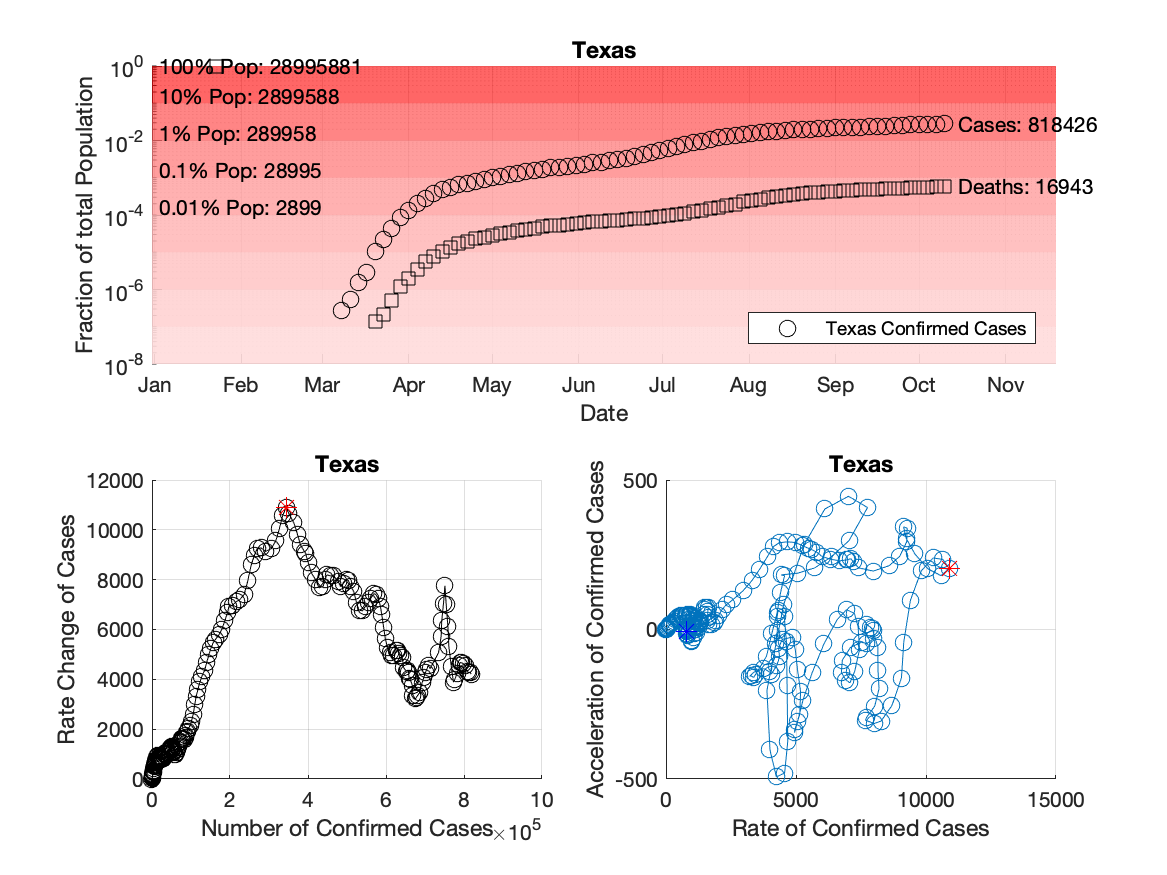 Texas
Fraction of total Population
10^0
10^-2
10^-4
10^-6
10^-8
100% Pop: 28995881
10% Pop: 2899588
1% Pop: 289958
0.1% Pop: 28995
0.01% Pop: 2899
Cases: 818426
Deaths: 16943
Texas Confirmed Cases
Jan Feb Mar Apr May Jun Jul Aug Sep Oct Nov
Date
Texas
Rate Change of Cases
12000
10000
8000
6000
4000
2000
0
0 2 4 6 8 10
Number of Confirmed Cases ×10^5
Texas
Acceleration of Confirmed Cases
500
0
-500
0 5000 10000 15000
Rate of Confirmed Cases